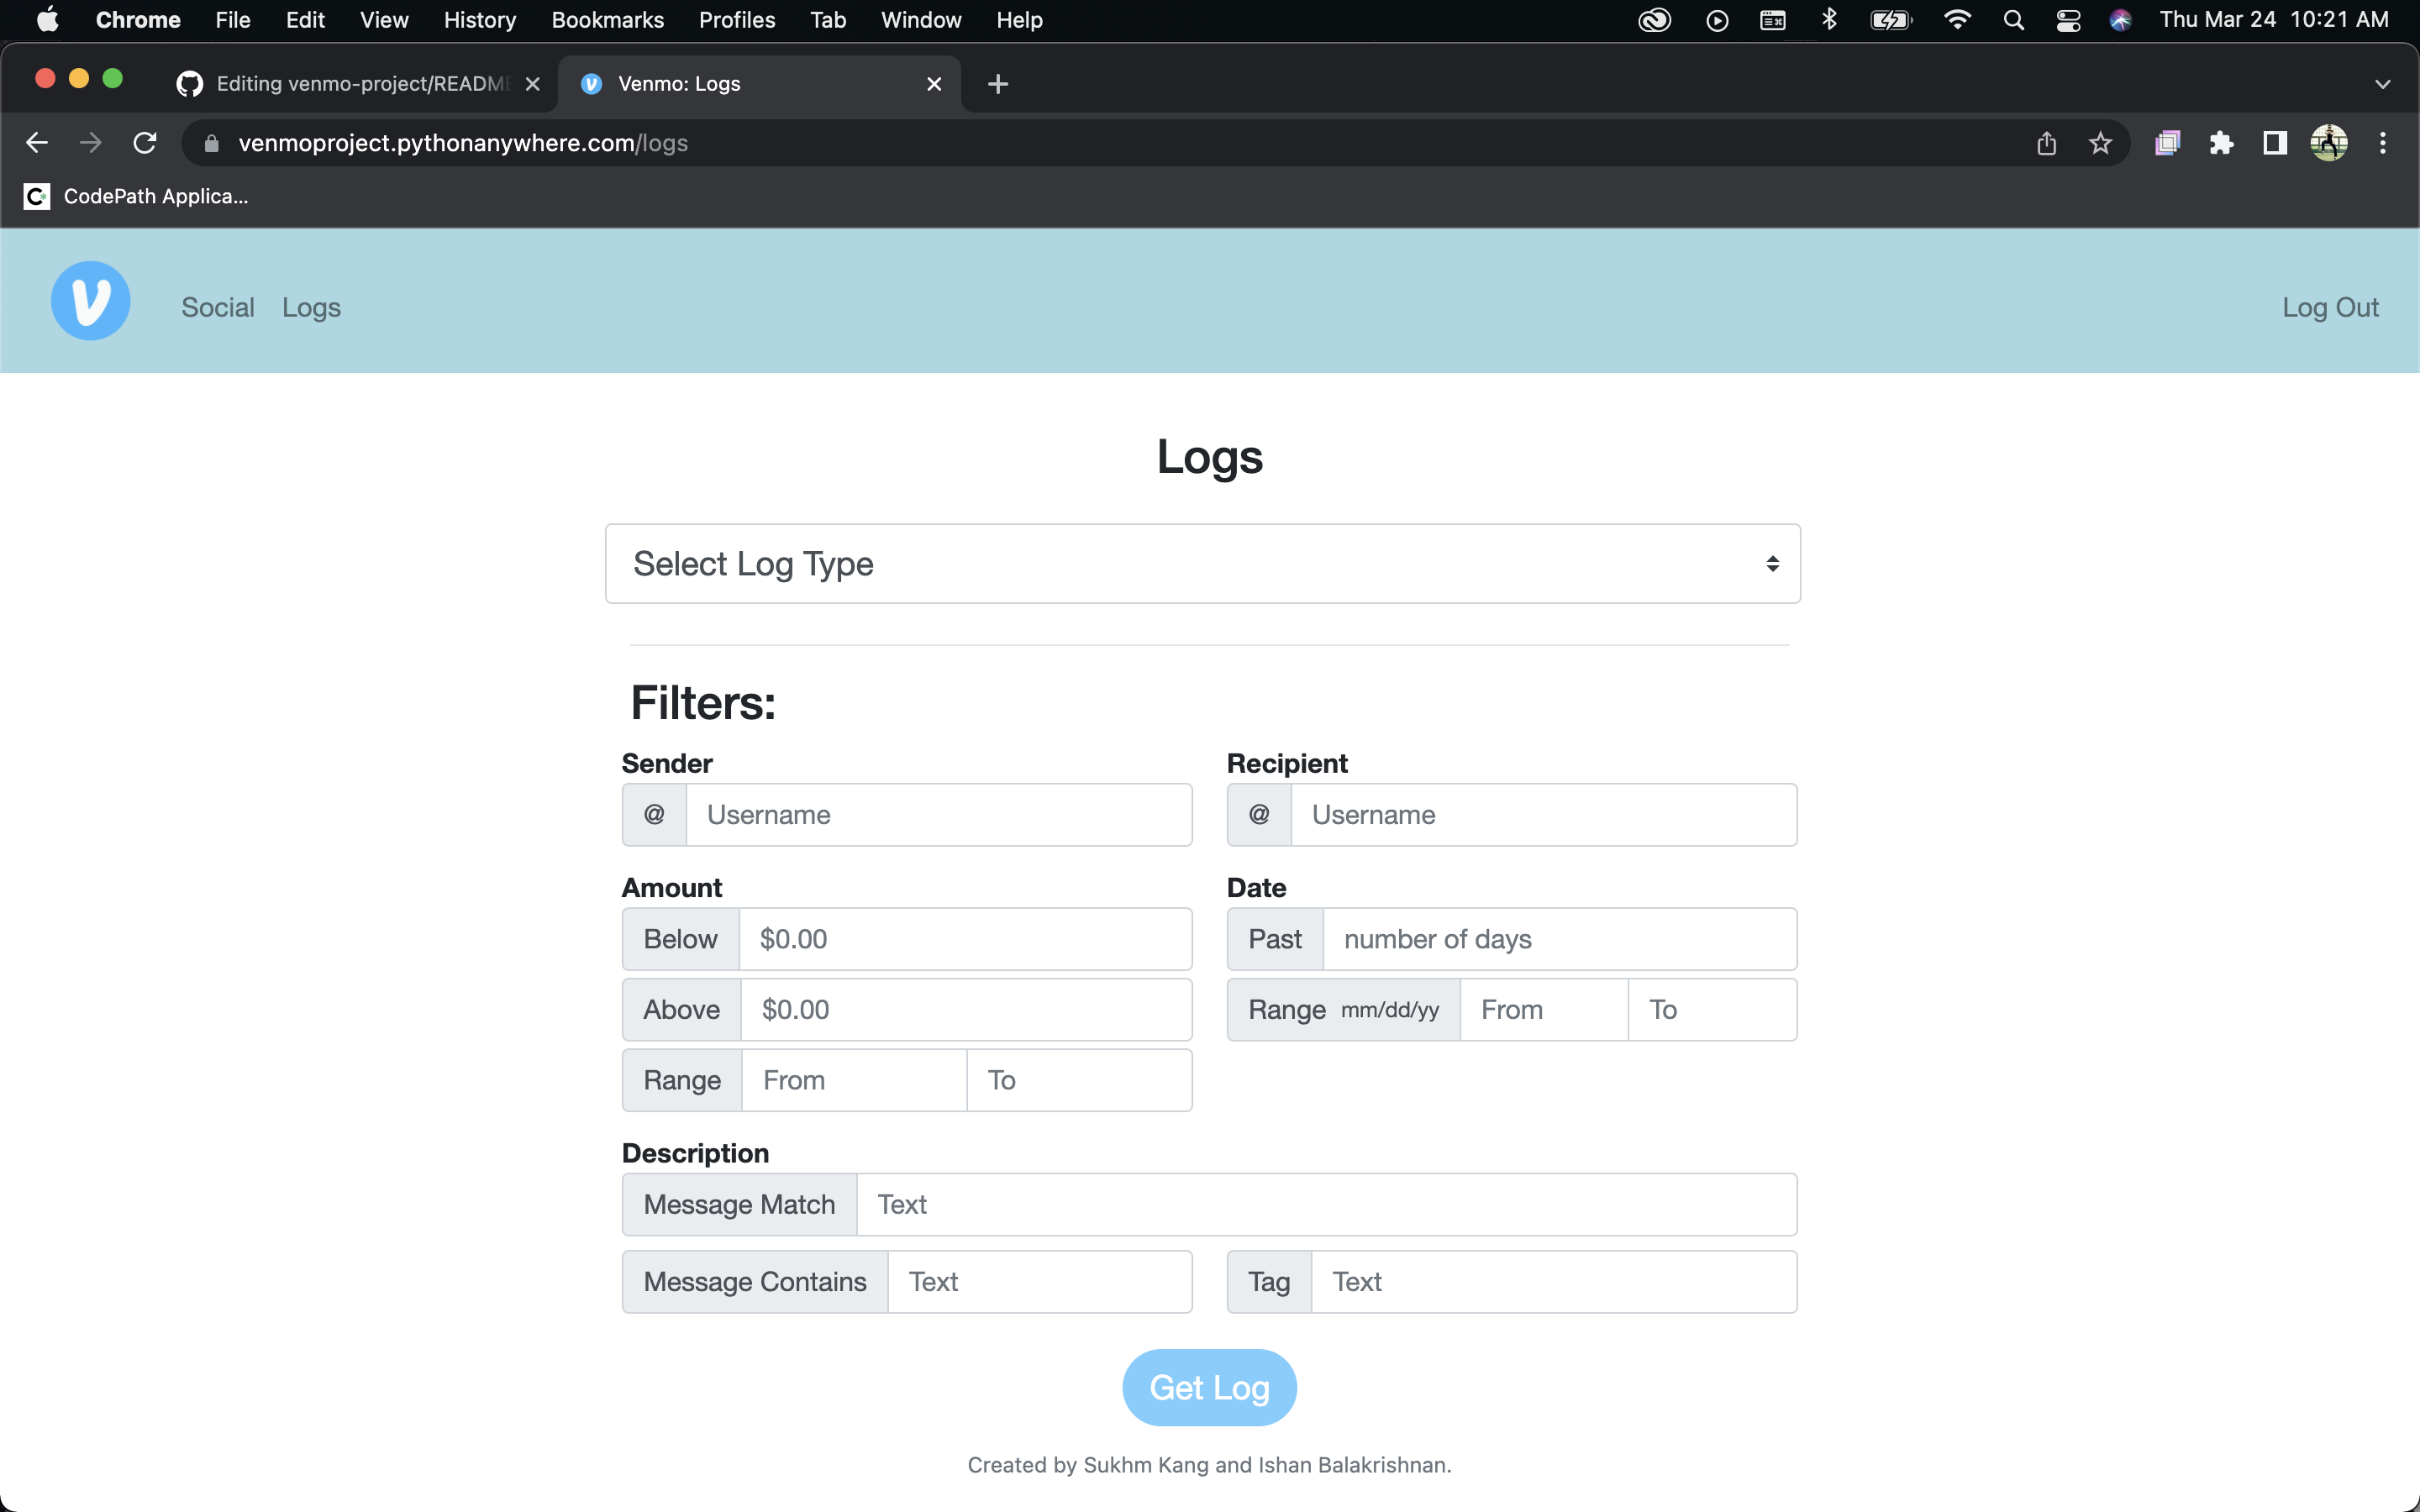 Chrome File Edit View History Bookmarks Profiles Tab Window Help Thu Mar 24 10:21 AM
Editing venmo-project/README Venmo: Logs
venmoproject.pythonanywhere.com/logs
CodePath Applica...
Social Logs Log Out
Logs
Select Log Type
Filters:
Sender Recipient
@ Username @ Username
Amount Date
Below $0.00 Past number of days
Above $0.00 Range mm/dd/yy From To
Range From To
Description
Message Match Text
Message Contains Text Tag Text
Get Log
Created by Sukhm Kang and Ishan Balakrishnan.